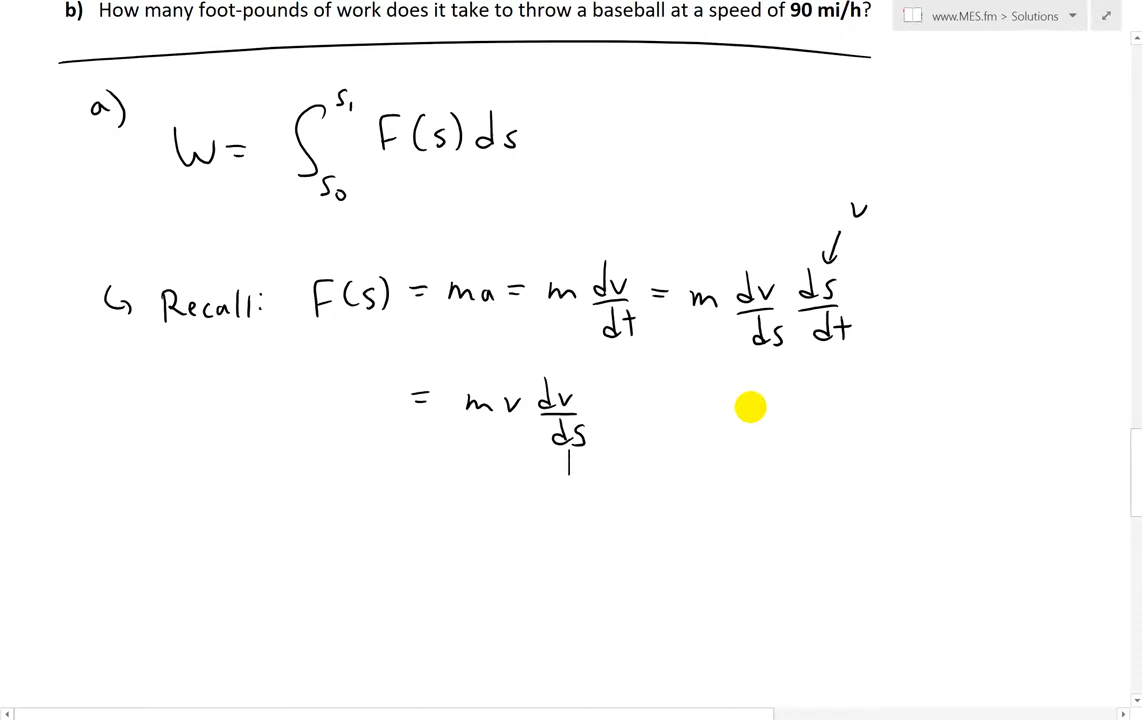 b) How many foot-pounds of work does it take to throw a baseball at a speed of 90 mi/h?
www.MES.fm > Solutions
a)
W = ∫_{s₀}^{s₁} F(s) ds
v
↳ Recall: F(s) = ma = m dv/dt = m dv/ds ds/dt
= m v dv/ds